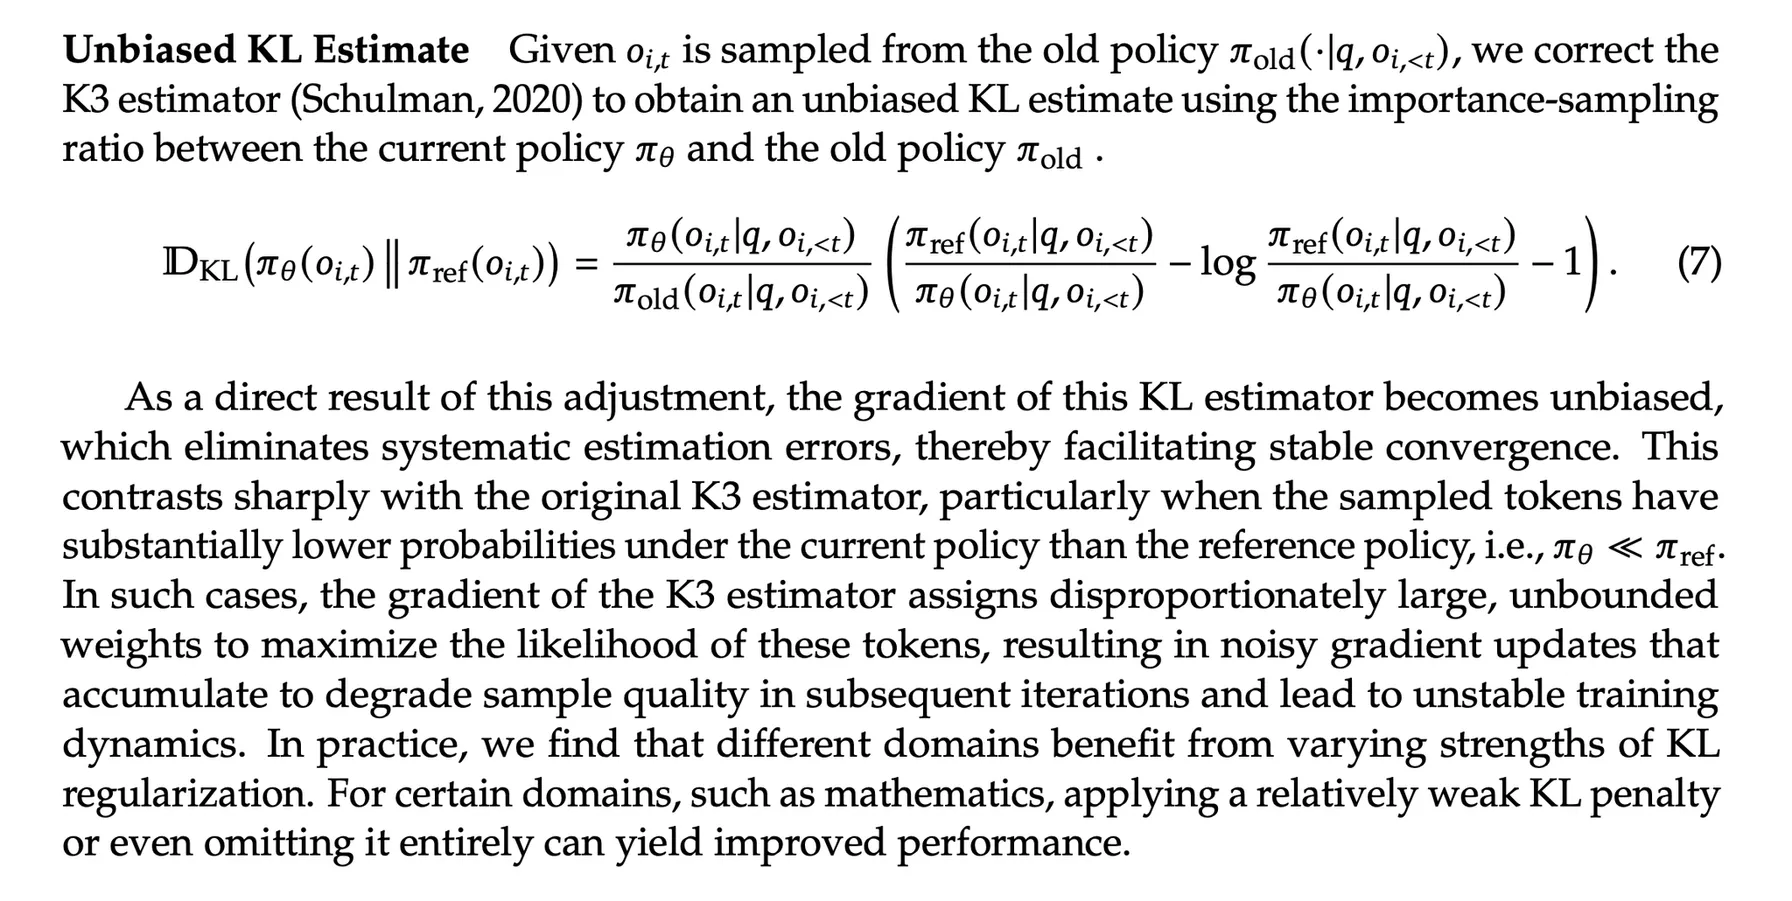 Unbiased KL Estimate Given o_{i,t} is sampled from the old policy π_old(·|q, o_{i,<t}), we correct the
K3 estimator (Schulman, 2020) to obtain an unbiased KL estimate using the importance-sampling
ratio between the current policy π_θ and the old policy π_old .
𝔻_KL(π_θ(o_{i,t}) ∥ π_ref(o_{i,t})) = \frac{π_θ(o_{i,t}|q, o_{i,<t})}{π_old(o_{i,t}|q, o_{i,<t})} ( \frac{π_ref(o_{i,t}|q, o_{i,<t})}{π_θ(o_{i,t}|q, o_{i,<t})} − log \frac{π_ref(o_{i,t}|q, o_{i,<t})}{π_θ(o_{i,t}|q, o_{i,<t})} − 1 ) . (7)
As a direct result of this adjustment, the gradient of this KL estimator becomes unbiased,
which eliminates systematic estimation errors, thereby facilitating stable convergence. This
contrasts sharply with the original K3 estimator, particularly when the sampled tokens have
substantially lower probabilities under the current policy than the reference policy, i.e., π_θ ≪ π_ref.
In such cases, the gradient of the K3 estimator assigns disproportionately large, unbounded
weights to maximize the likelihood of these tokens, resulting in noisy gradient updates that
accumulate to degrade sample quality in subsequent iterations and lead to unstable training
dynamics. In practice, we find that different domains benefit from varying strengths of KL
regularization. For certain domains, such as mathematics, applying a relatively weak KL penalty
or even omitting it entirely can yield improved performance.